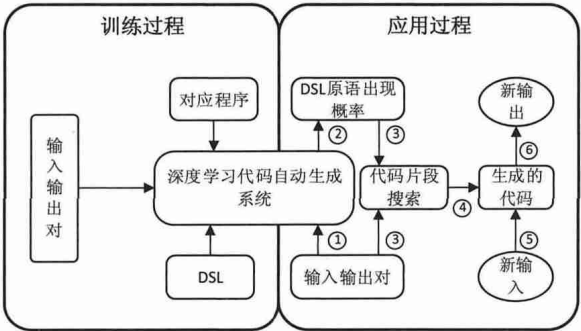 训练过程
应用过程
对应程序
DSL原语出现
概率
新输
出
输
入
输
出
对
②
③
⑥
深度学习代码自动生成
系统
代码片段
搜索
④
生成的
代码
①
③
⑤
DSL
输入输出对
新输
入